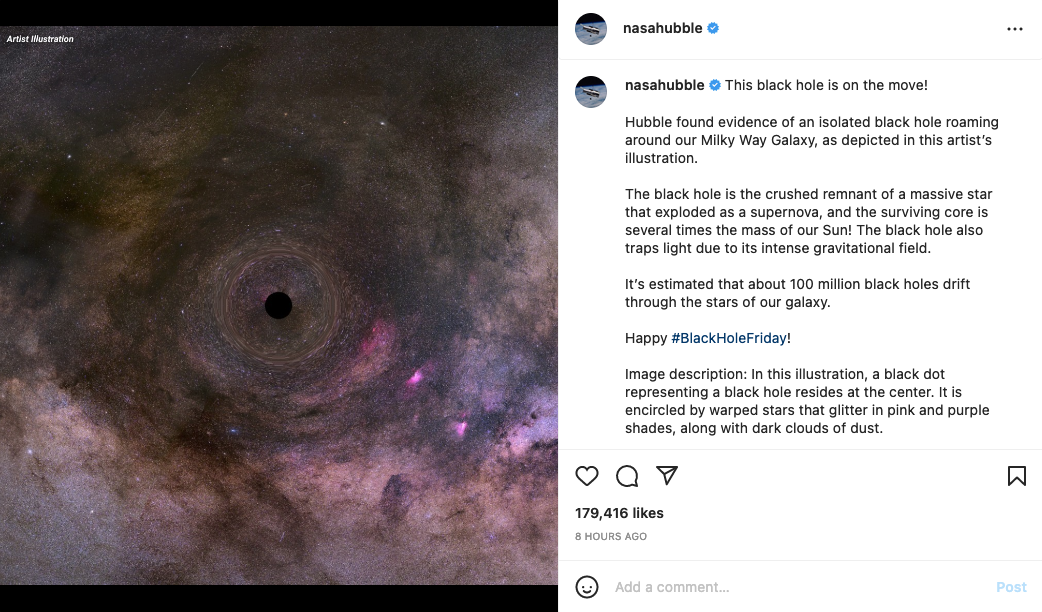 Artist Illustration
nasahubble
nasahubble This black hole is on the move!
Hubble found evidence of an isolated black hole roaming
around our Milky Way Galaxy, as depicted in this artist’s
illustration.
The black hole is the crushed remnant of a massive star
that exploded as a supernova, and the surviving core is
several times the mass of our Sun! The black hole also
traps light due to its intense gravitational field.
It’s estimated that about 100 million black holes drift
through the stars of our galaxy.
Happy #BlackHoleFriday!
Image description: In this illustration, a black dot
representing a black hole resides at the center. It is
encircled by warped stars that glitter in pink and purple
shades, along with dark clouds of dust.
179,416 likes
8 HOURS AGO
Add a comment...
Post